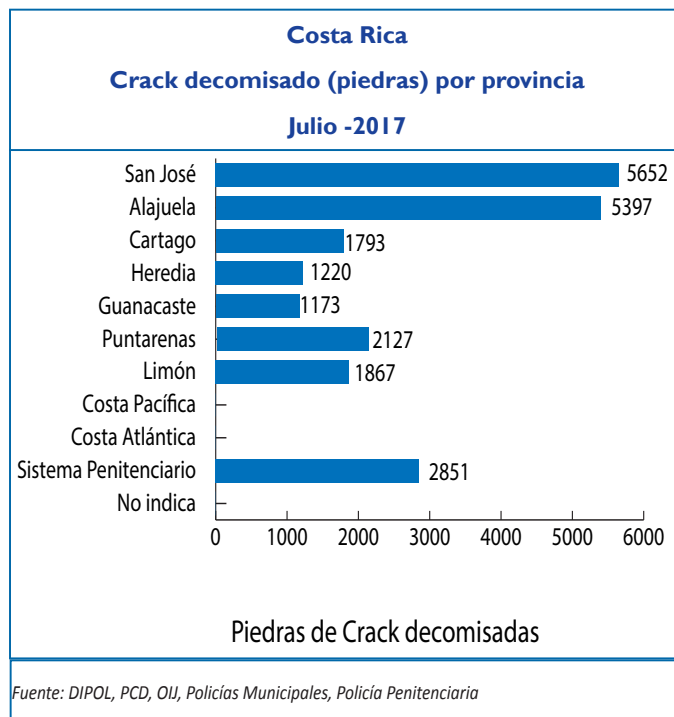 Costa Rica
Crack decomisado (piedras) por provincia
Julio -2017
San José 5652
Alajuela 5397
Cartago 1793
Heredia 1220
Guanacaste 1173
Puntarenas 2127
Limón 1867
Costa Pacífica
Costa Atlántica
Sistema Penitenciario 2851
No indica
0 1000 2000 3000 4000 5000 6000
Piedras de Crack decomisadas
Fuente: DIPOL, PCD, OIJ, Policías Municipales, Policía Penitenciaria